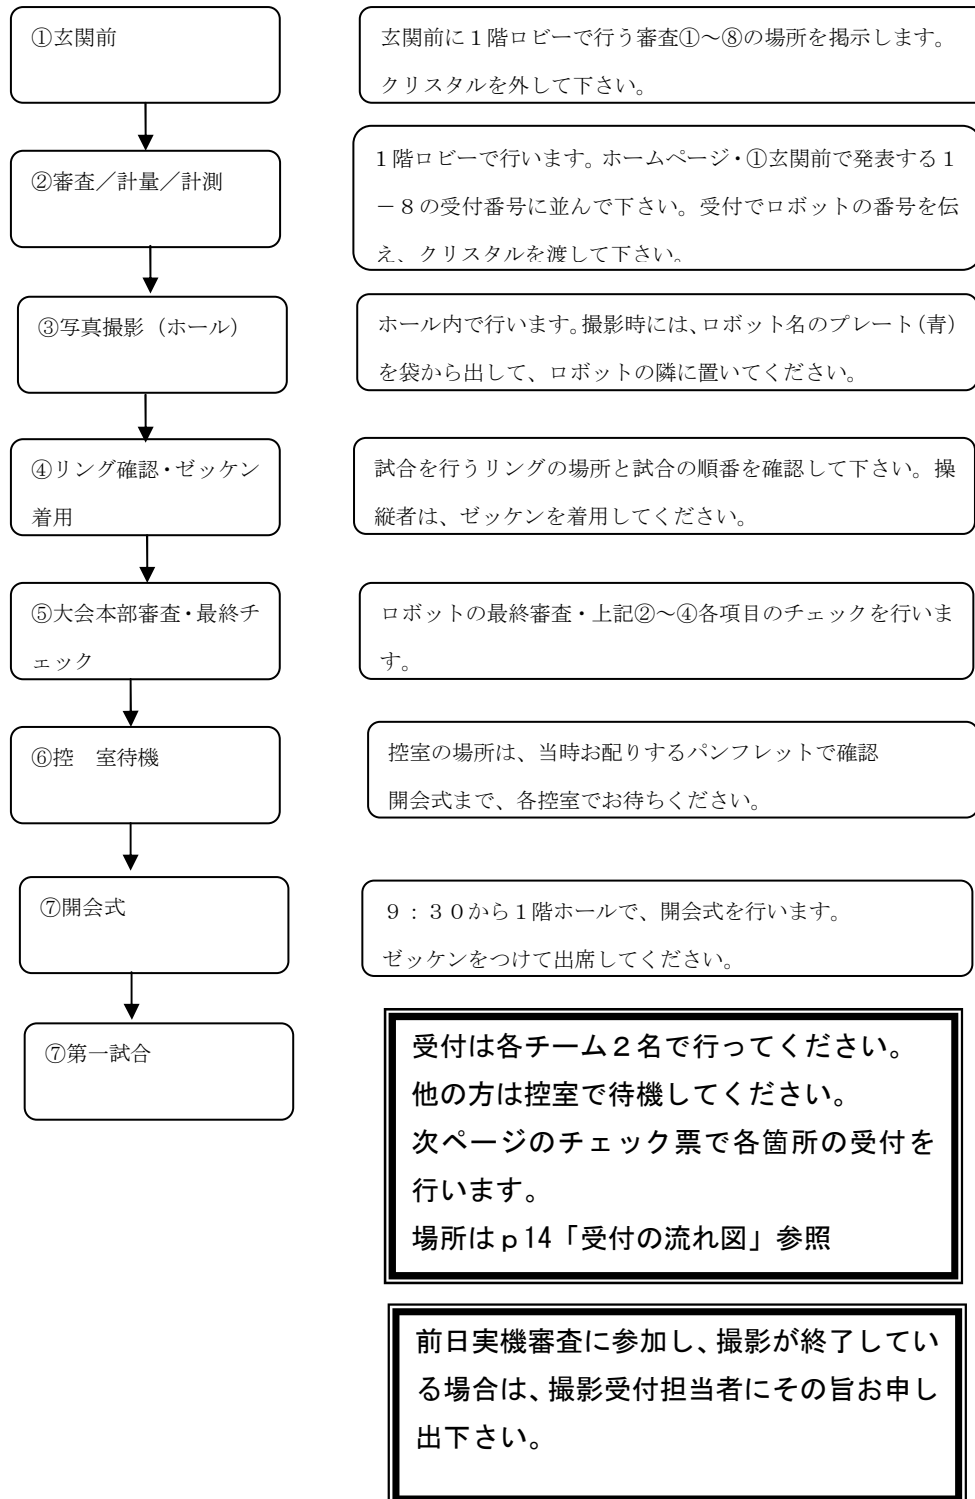 ①玄関前
玄関前に１階ロビーで行う審査①～⑧の場所を掲示します。
クリスタルを外して下さい。
②審査／計量／計測
１階ロビーで行います。ホームページ・①玄関前で発表する１
－８の受付番号に並んで下さい。受付でロボットの番号を伝
え、クリスタルを渡して下さい。
③写真撮影（ホール）
ホール内で行います。撮影時には、ロボット名のプレート（青）
を袋から出して、ロボットの隣に置いてください。
④リング確認・ゼッケン
着用
試合を行うリングの場所と試合の順番を確認して下さい。操
縦者は、ゼッケンを着用してください。
⑤大会本部審査・最終チ
ェック
ロボットの最終審査・上記②～④各項目のチェックを行いま
す。
⑥控　室待機
控室の場所は、当時お配りするパンフレットで確認
開会式まで、各控室でお待ちください。
⑦開会式
９：３０から１階ホールで、開会式を行います。
ゼッケンをつけて出席してください。
⑦第一試合
受付は各チーム２名で行ってください。
他の方は控室で待機してください。
次ページのチェック票で各箇所の受付を
行います。
場所はｐ14「受付の流れ図」参照
前日実機審査に参加し、撮影が終了してい
る場合は、撮影受付担当者にその旨お申し
出下さい。